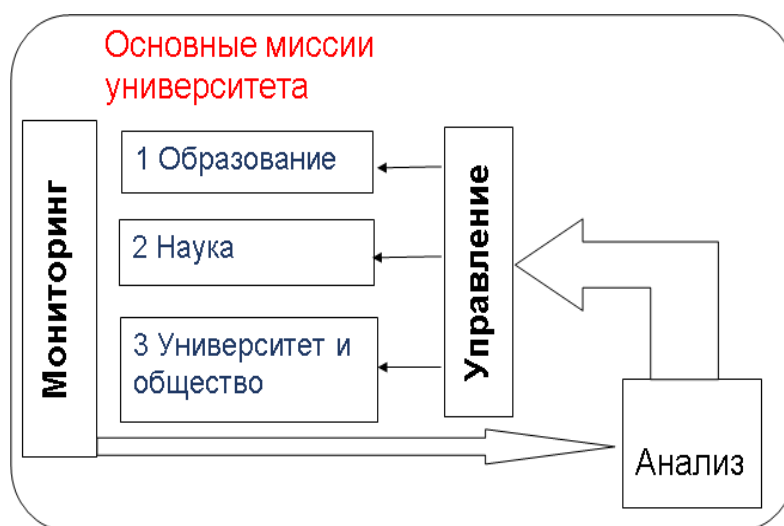 Основные миссии
университета
Мониторинг
1 Образование
2 Наука
3 Университет и
общество
Управление
Анализ